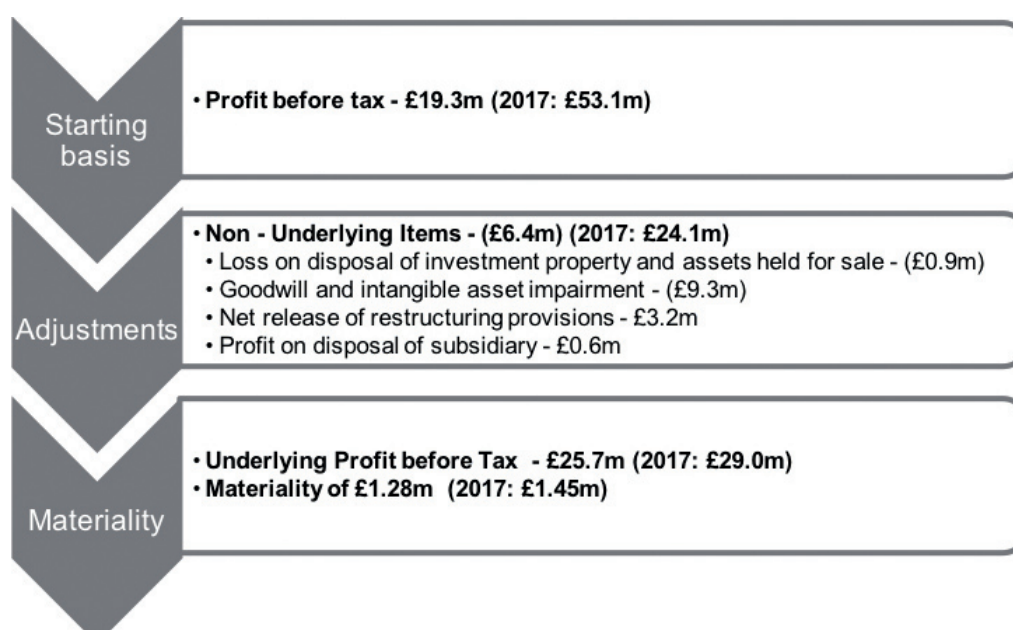 Starting
basis
• Profit before tax - £19.3m (2017: £53.1m)
Adjustments
• Non - Underlying Items - (£6.4m) (2017: £24.1m)
• Loss on disposal of investment property and assets held for sale - (£0.9m)
• Goodwill and intangible asset impairment - (£9.3m)
• Net release of restructuring provisions - £3.2m
• Profit on disposal of subsidiary - £0.6m
Materiality
• Underlying Profit before Tax - £25.7m (2017: £29.0m)
• Materiality of £1.28m (2017: £1.45m)